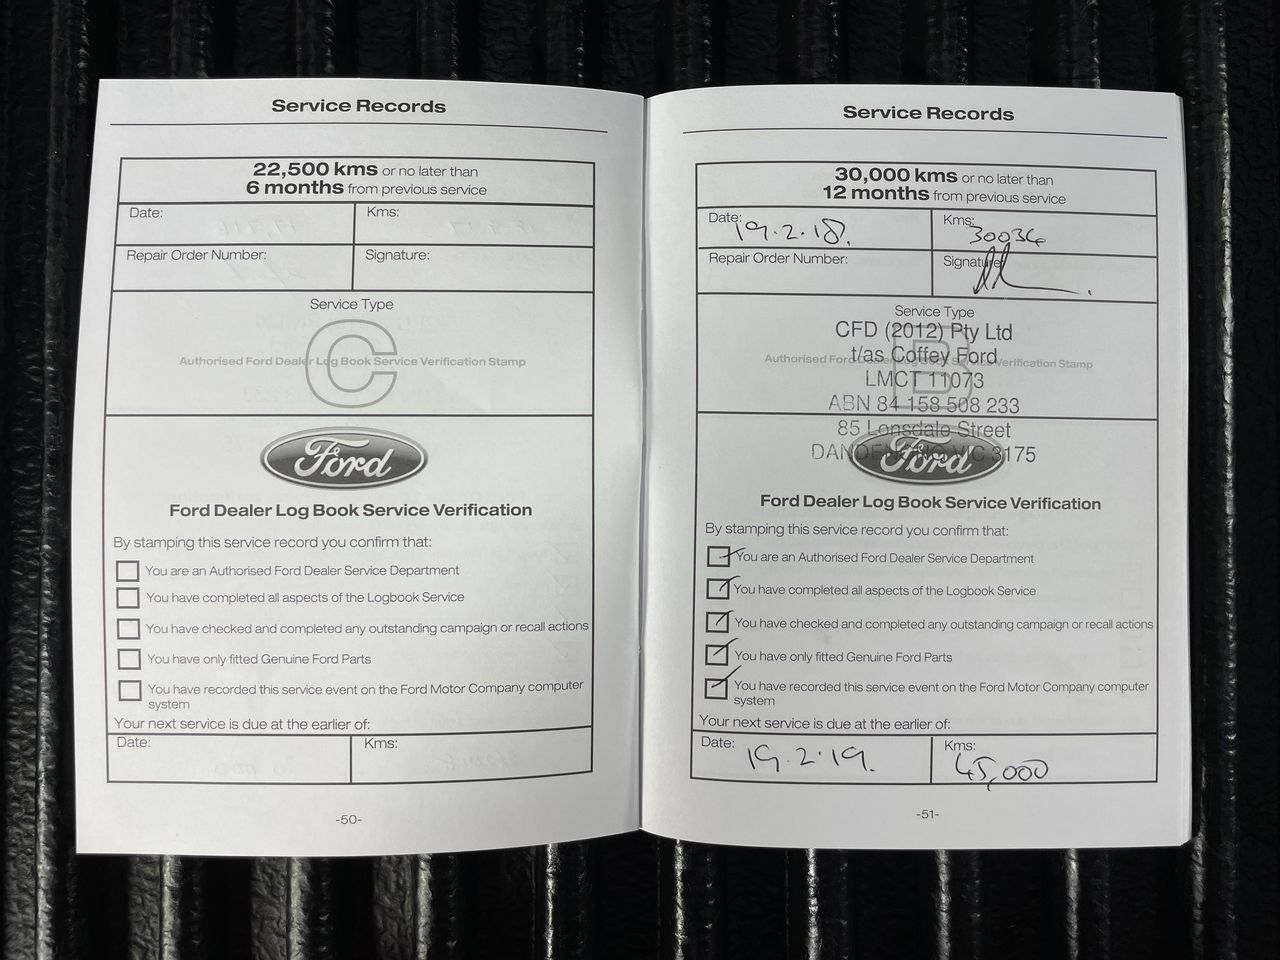 Service Records
22,500 kms or no later than
6 months from previous service
Date:
Kms:
Repair Order Number:
Signature:
Service Type
C
Authorised Ford Dealer Log Book Service Verification Stamp
Ford
Ford Dealer Log Book Service Verification
By stamping this service record you confirm that:
You are an Authorised Ford Dealer Service Department
You have completed all aspects of the Logbook Service
You have checked and completed any outstanding campaign or recall actions
You have only fitted Genuine Ford Parts
You have recorded this service event on the Ford Motor Company computer
system
Your next service is due at the earlier of:
Date:
Kms:
-50-
Service Records
30,000 kms or no later than
12 months from previous service
Date: 19.2.18.
Kms: 30036
Repair Order Number:
Signature:
Service Type
CFD (2012) Pty Ltd
t/as Coffey Ford
B
Authorised Ford Dealer Log Book Service Verification Stamp
LMCT 11073
ABN 84 158 508 233
85 Lonsdale Street
DANDENONG VIC 3175
Ford
Ford Dealer Log Book Service Verification
By stamping this service record you confirm that:
You are an Authorised Ford Dealer Service Department
You have completed all aspects of the Logbook Service
You have checked and completed any outstanding campaign or recall actions
You have only fitted Genuine Ford Parts
You have recorded this service event on the Ford Motor Company computer
system
Your next service is due at the earlier of:
Date: 19.2.19.
Kms: 45,000
-51-